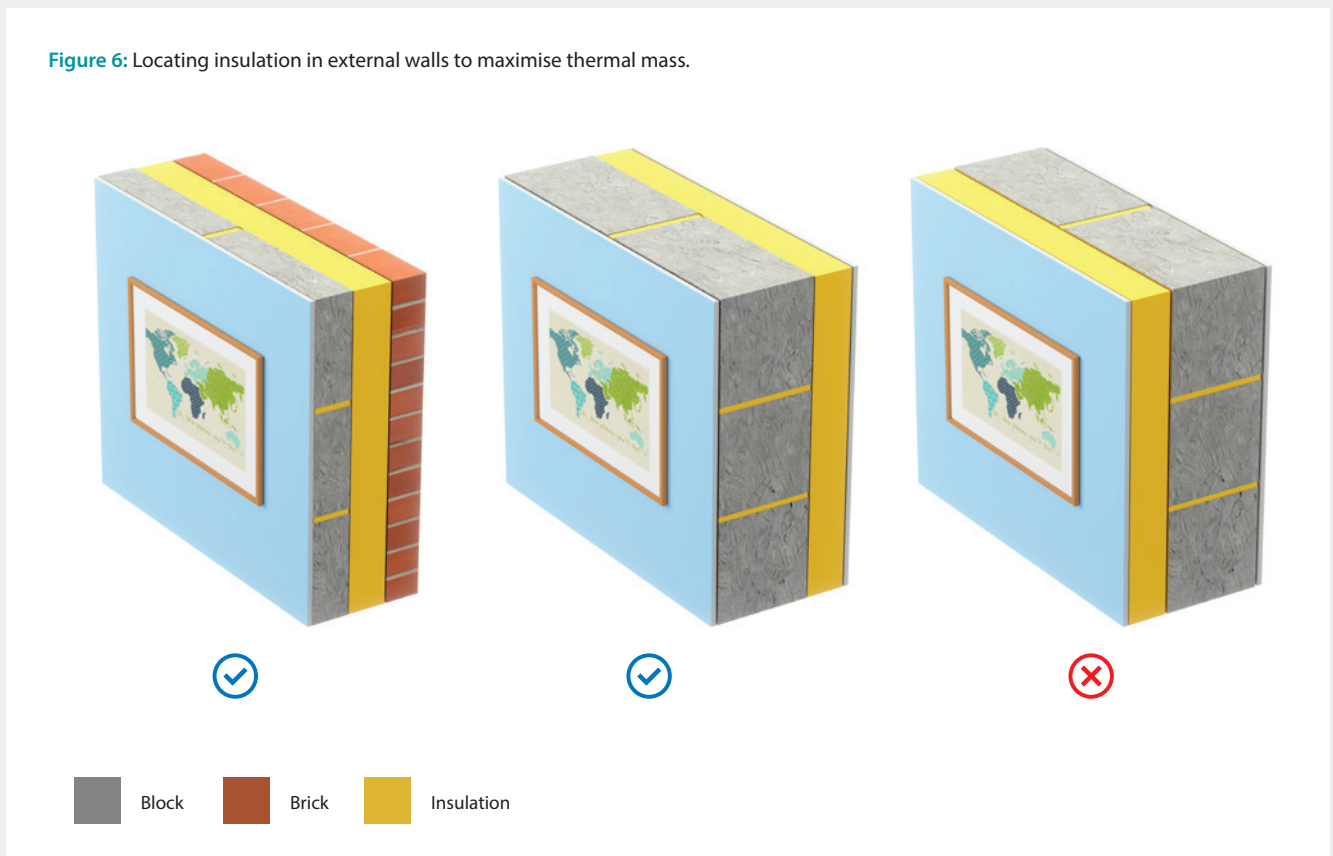 Figure 6: Locating insulation in external walls to maximise thermal mass.
Block
Brick
Insulation